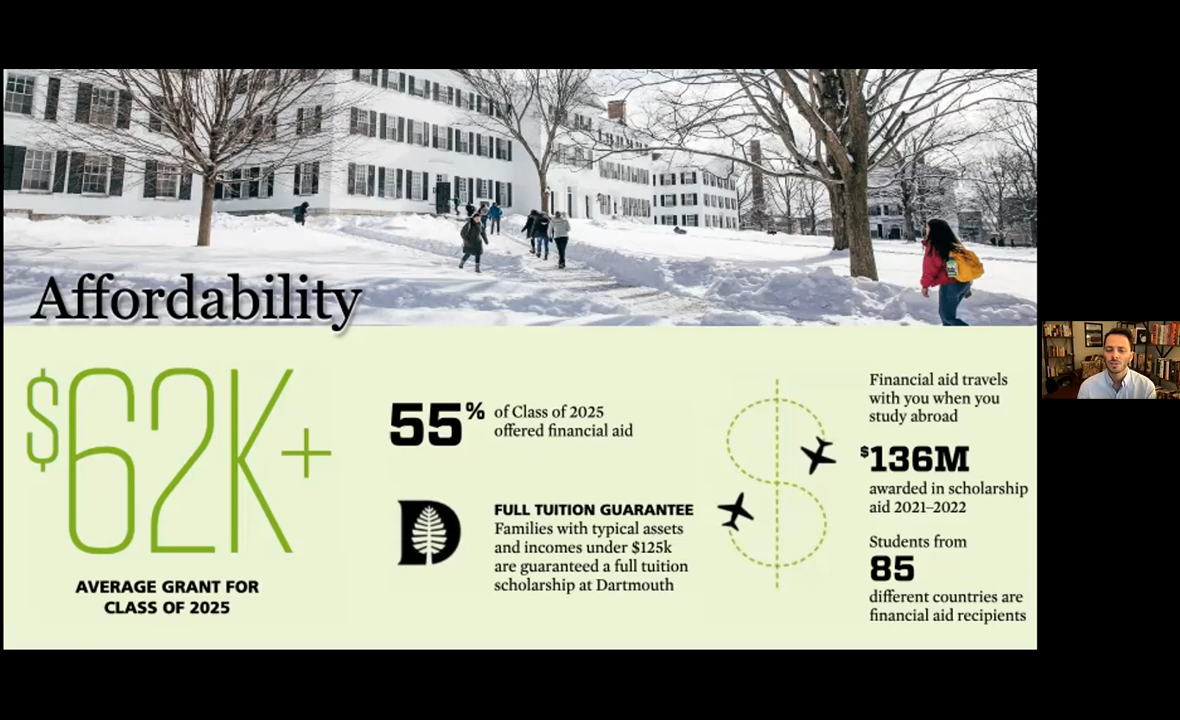 Affordability
$62K+
AVERAGE GRANT FOR
CLASS OF 2025
55%
of Class of 2025
offered financial aid
D
FULL TUITION GUARANTEE
Families with typical assets
and incomes under $125k
are guaranteed a full tuition
scholarship at Dartmouth
Financial aid travels
with you when you
study abroad
$136M
awarded in scholarship
aid 2021–2022
Students from
85
different countries are
financial aid recipients